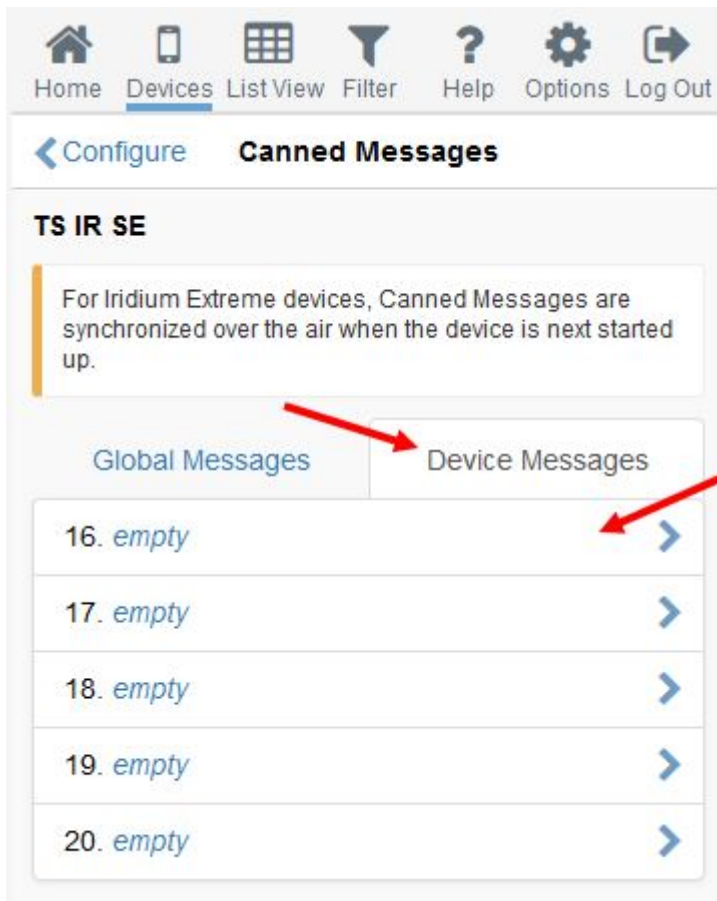 Home Devices List View Filter Help Options Log Out
Configure Canned Messages
TS IR SE
For Iridium Extreme devices, Canned Messages are
synchronized over the air when the device is next started
up.
Global Messages Device Messages
16. empty
17. empty
18. empty
19. empty
20. empty